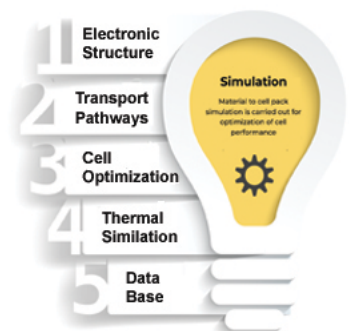 1
Electronic
Structure
2
Transport
Pathways
3
Cell
Optimization
4
Thermal
Similation
5
Data
Base
Simulation
Material to cell pack
simulation is carried out for
optimization of cell
performance